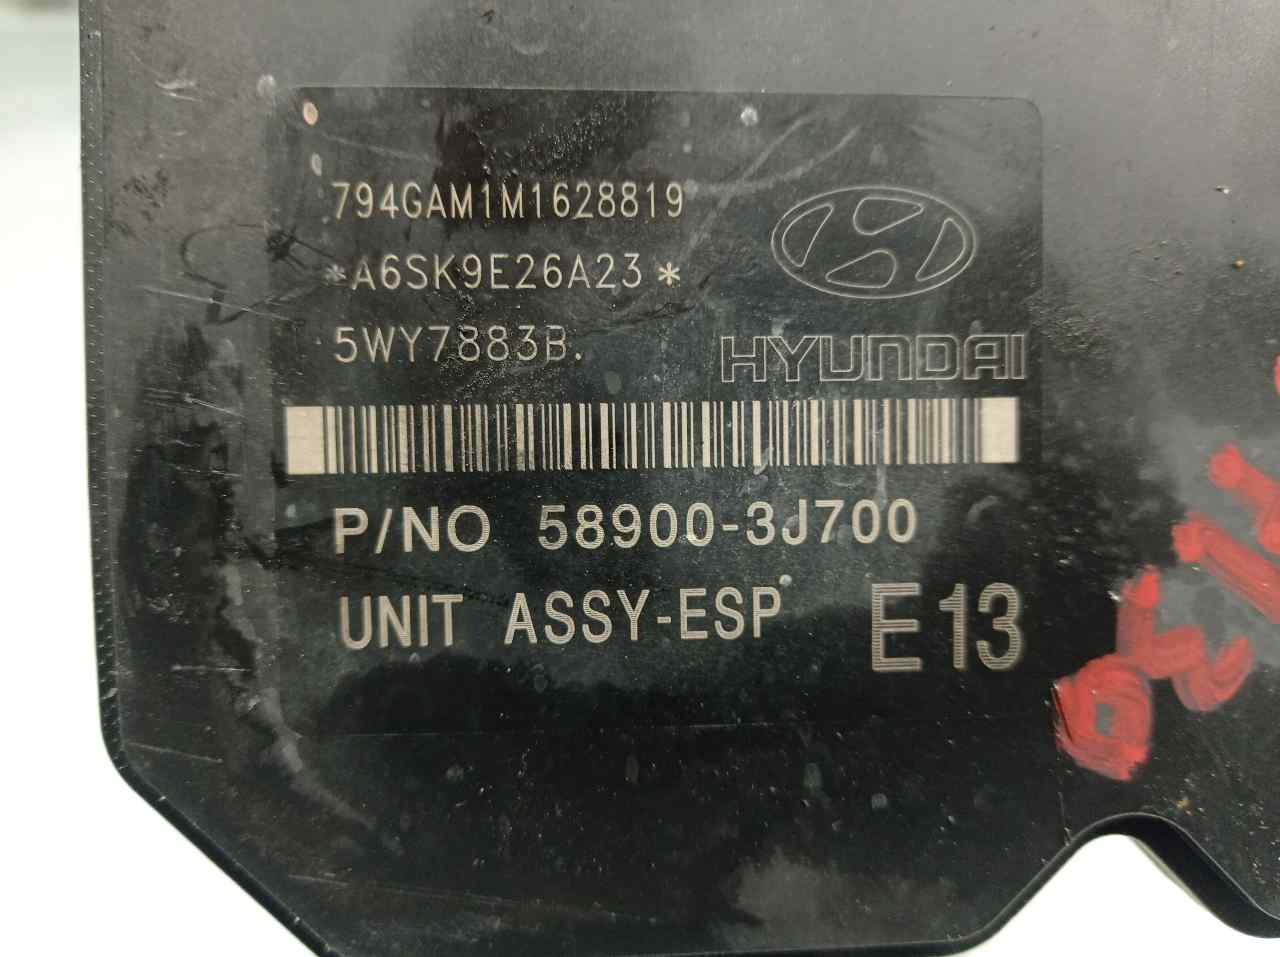 794GAM1M1628819
*A6SK9E26A23*
5WY7883B.
HYUNDAI
P/NO 58900-3J700
UNIT ASSY-ESP
E13